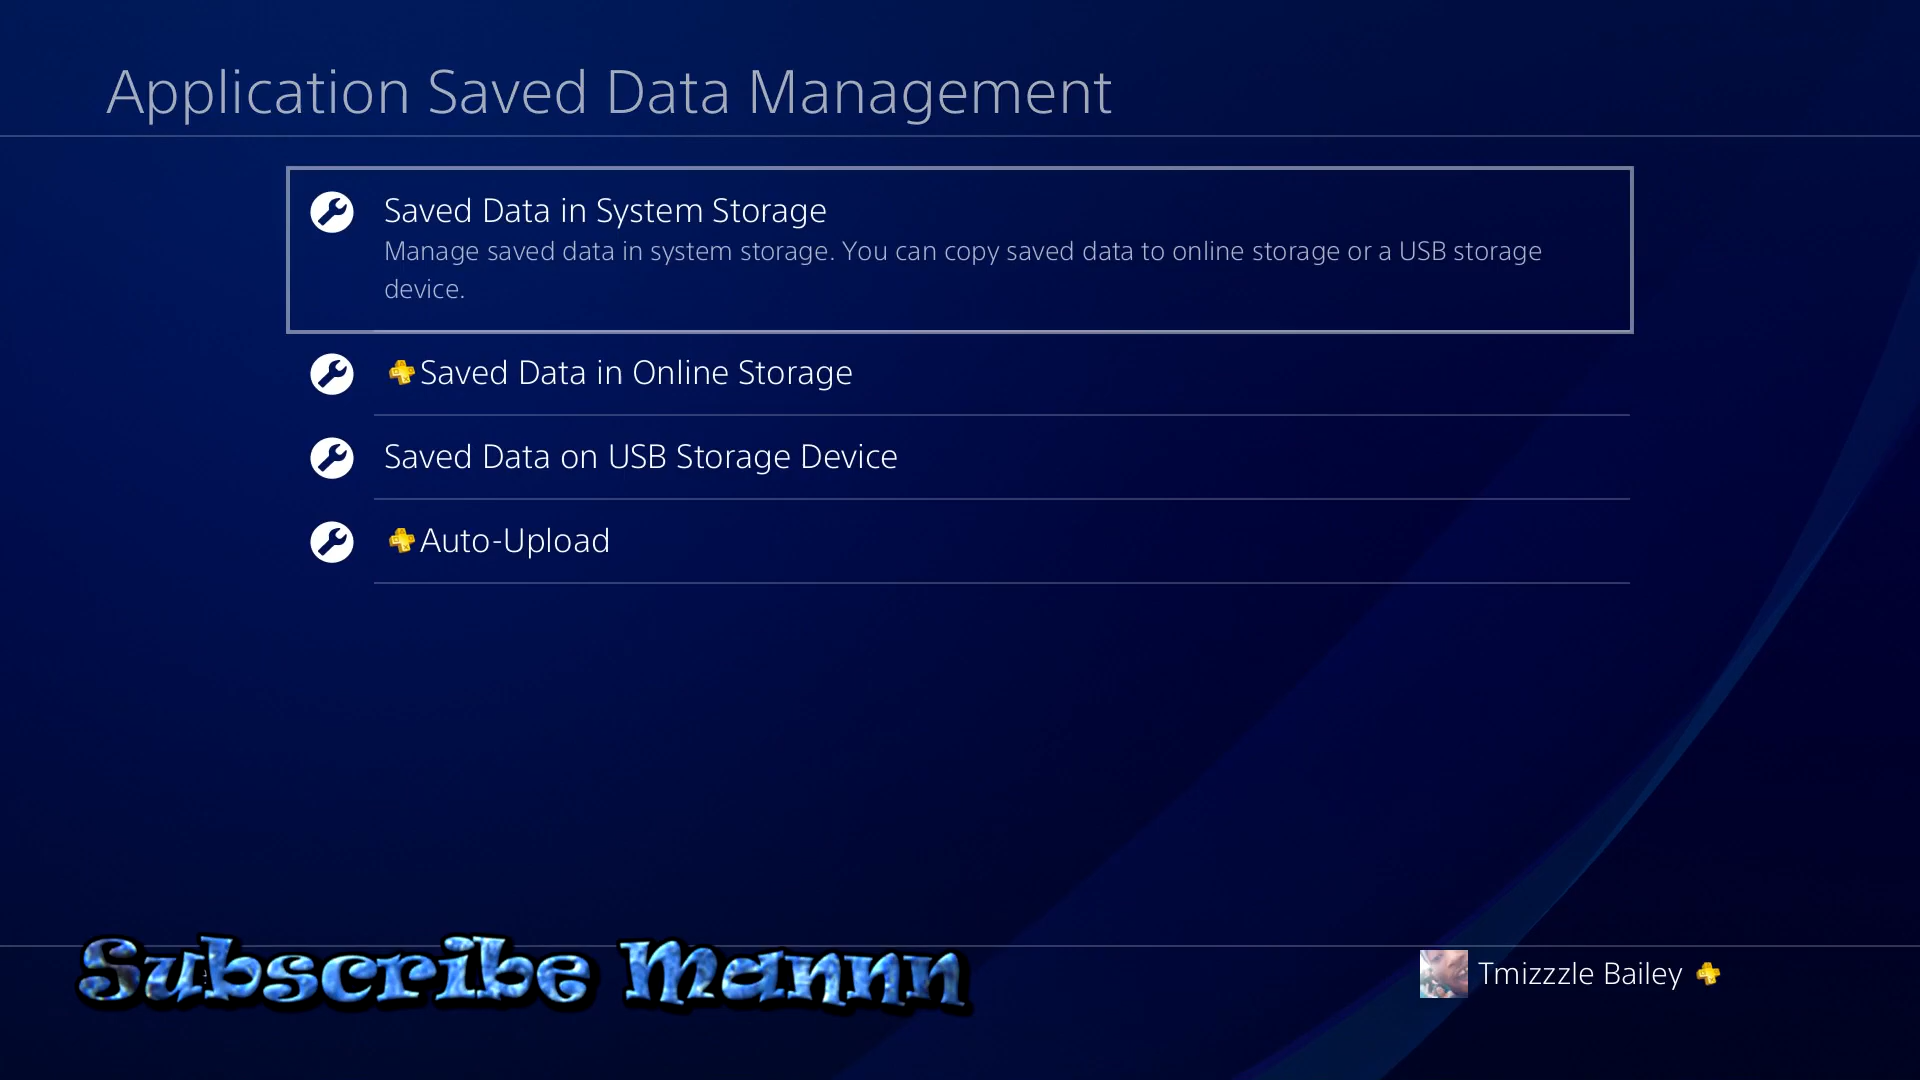 Application Saved Data Management
Saved Data in System Storage
Manage saved data in system storage. You can copy saved data to online storage or a USB storage
device.
Saved Data in Online Storage
Saved Data on USB Storage Device
Auto-Upload
Subscribe Mannn
Tmizzzle Bailey